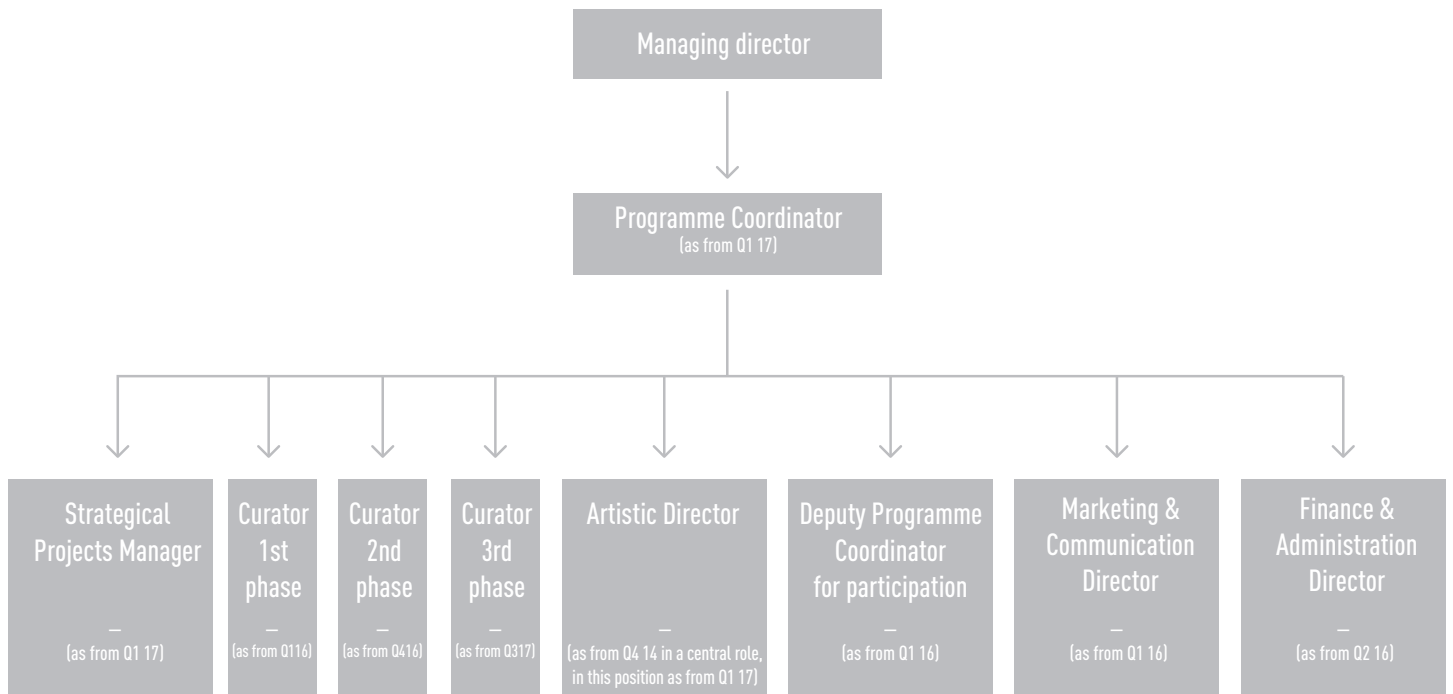 Managing director
Programme Coordinator
(as from Q1 17)
Strategical
Projects Manager
—
(as from Q1 17)
Curator
1st
phase
—
(as from Q116)
Curator
2nd
phase
—
(as from Q416)
Curator
3rd
phase
—
(as from Q317)
Artistic Director
—
(as from Q4 14 in a central role,
in this position as from Q1 17)
Deputy Programme
Coordinator
for participation
—
(as from Q1 16)
Marketing &
Communication
Director
—
(as from Q1 16)
Finance &
Administration
Director
—
(as from Q2 16)